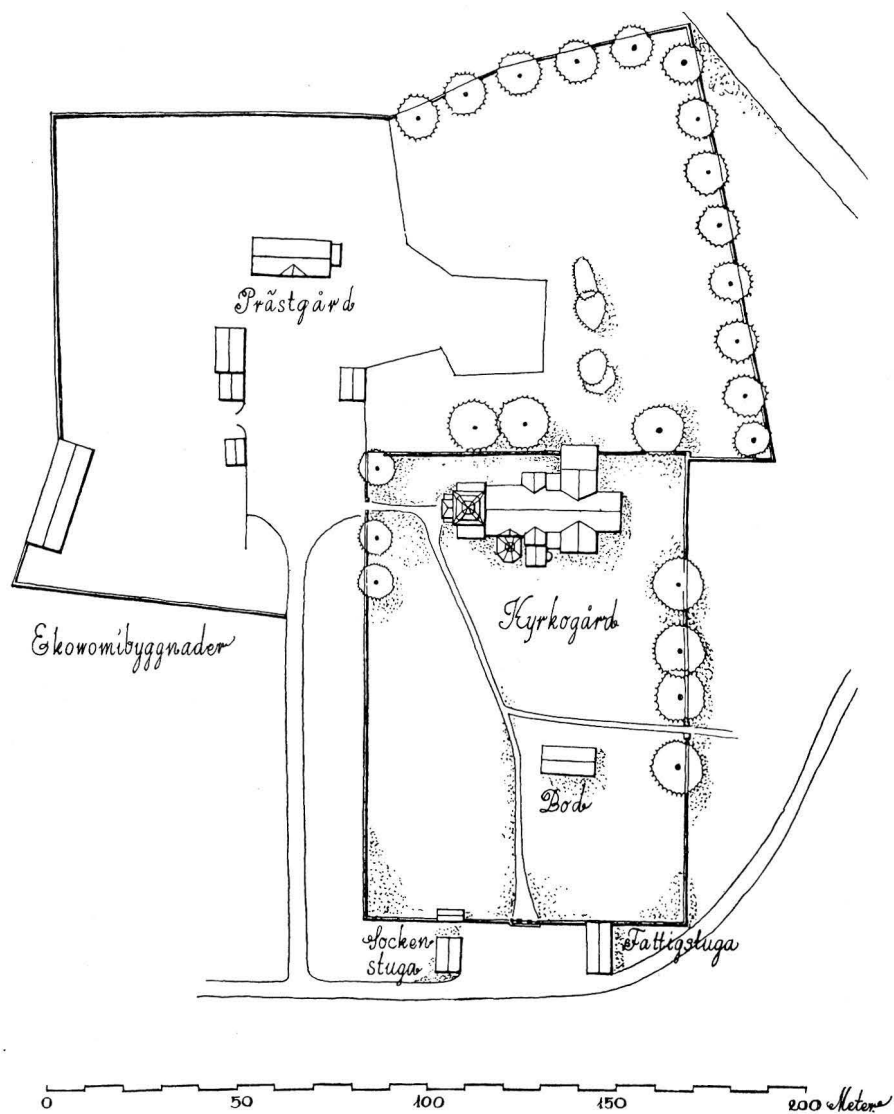 Prästgård
Ekonomibyggnader
Kyrkogård
Bod
Socken
stuga
Fattigstuga
0 50 100 150 200 Meter